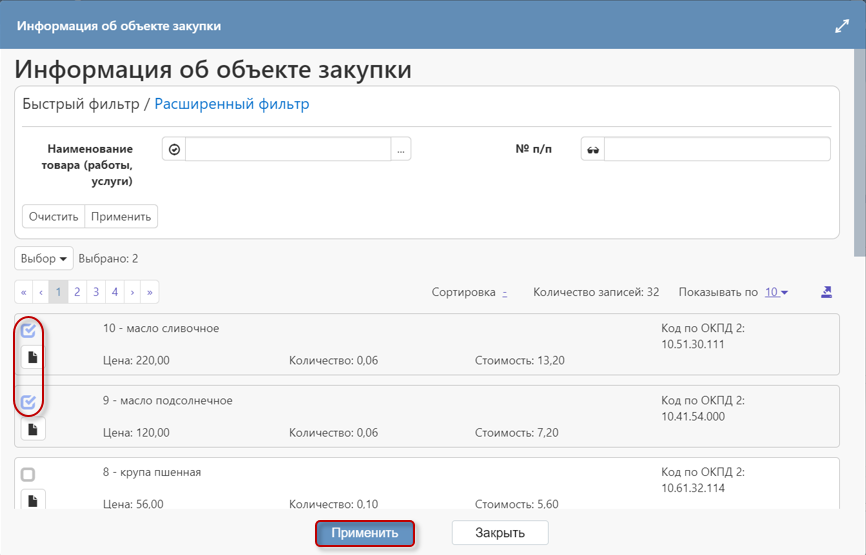 Информация об объекте закупки
Информация об объекте закупки
Быстрый фильтр / Расширенный фильтр
Наименование
товара (работы,
услуги)
...
№ п/п
Очистить Применить
Выбор Выбрано: 2
« ‹ 1 2 3 4 › » Сортировка - Количество записей: 32 Показывать по 10
10 - масло сливочное Код по ОКПД 2:
10.51.30.111
Цена: 220,00 Количество: 0,06 Стоимость: 13,20
9 - масло подсолнечное Код по ОКПД 2:
10.41.54.000
Цена: 120,00 Количество: 0,06 Стоимость: 7,20
8 - крупа пшенная Код по ОКПД 2:
10.61.32.114
Цена: 56,00 Количество: 0,10 Стоимость: 5,60
Применить Закрыть